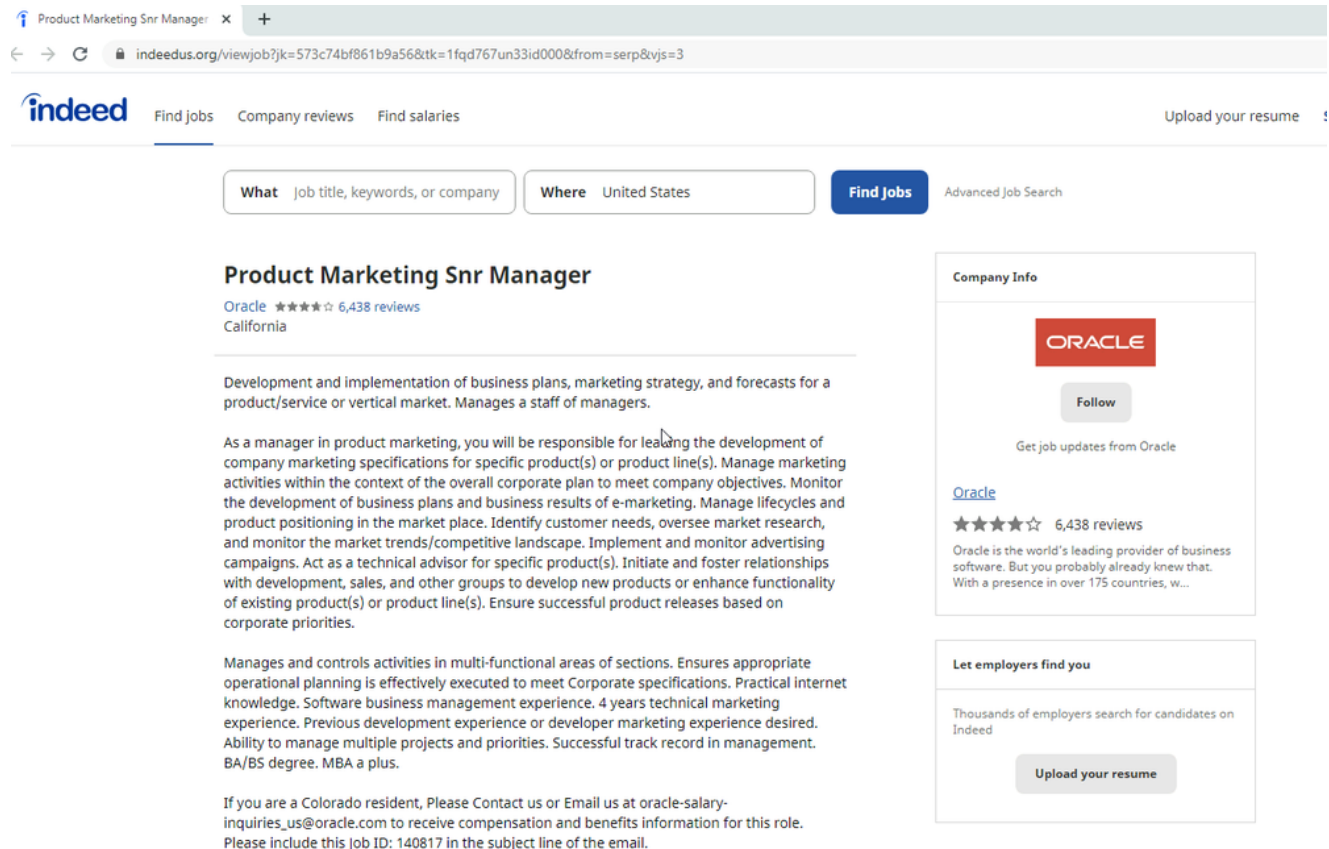 Product Marketing Snr Manager
indeedus.org/viewjob?jk=573c74bf861b9a56&tk=1fqd767un33id000&from=serp&vjs=3
indeed
Find jobs Company reviews Find salaries
Upload your resume
What Job title, keywords, or company
Where United States
Find Jobs
Advanced Job Search
Product Marketing Snr Manager
Oracle 6,438 reviews
California
Development and implementation of business plans, marketing strategy, and forecasts for a
product/service or vertical market. Manages a staff of managers.
As a manager in product marketing, you will be responsible for leading the development of
company marketing specifications for specific product(s) or product line(s). Manage marketing
activities within the context of the overall corporate plan to meet company objectives. Monitor
the development of business plans and business results of e-marketing. Manage lifecycles and
product positioning in the market place. Identify customer needs, oversee market research,
and monitor the market trends/competitive landscape. Implement and monitor advertising
campaigns. Act as a technical advisor for specific product(s). Initiate and foster relationships
with development, sales, and other groups to develop new products or enhance functionality
of existing product(s) or product line(s). Ensure successful product releases based on
corporate priorities.
Manages and controls activities in multi-functional areas of sections. Ensures appropriate
operational planning is effectively executed to meet Corporate specifications. Practical internet
knowledge. Software business management experience. 4 years technical marketing
experience. Previous development experience or developer marketing experience desired.
Ability to manage multiple projects and priorities. Successful track record in management.
BA/BS degree. MBA a plus.
If you are a Colorado resident, Please Contact us or Email us at oracle-salary-
inquiries_us@oracle.com to receive compensation and benefits information for this role.
Please include this Job ID: 140817 in the subject line of the email.
Company Info
ORACLE
Follow
Get job updates from Oracle
Oracle
6,438 reviews
Oracle is the world's leading provider of business
software. But you probably already knew that.
With a presence in over 175 countries, w...
Let employers find you
Thousands of employers search for candidates on
Indeed
Upload your resume